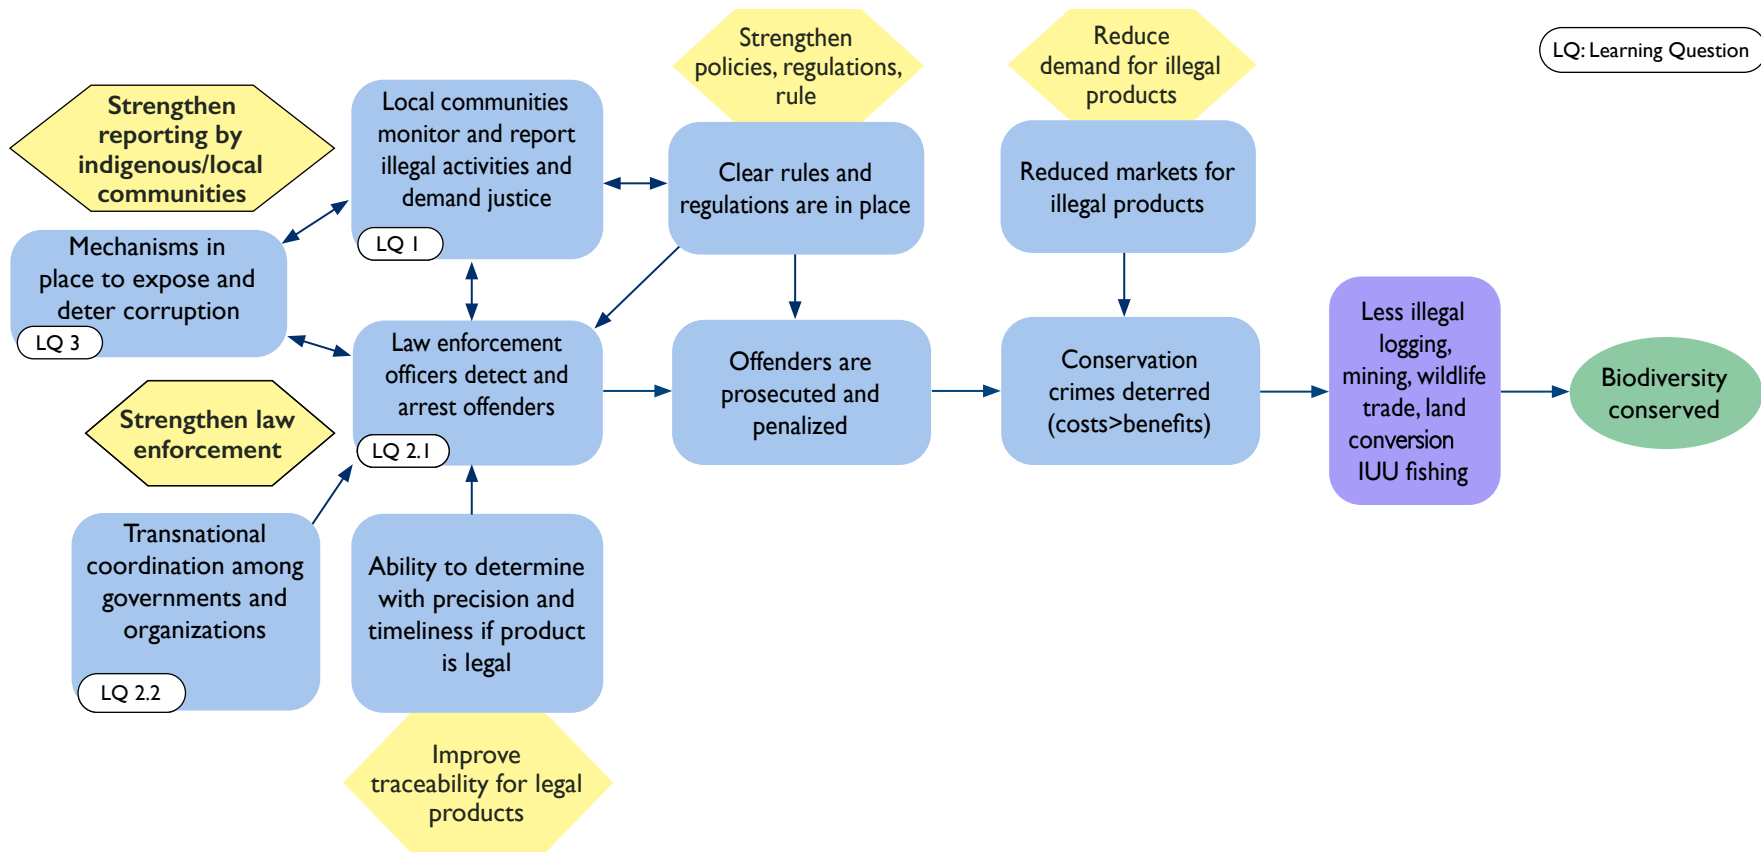 LQ: Learning Question
Strengthen
reporting by
indigenous/local
communities
Local communities
monitor and report
illegal activities and
demand justice
LQ 1
Strengthen
policies, regulations,
rule
Clear rules and
regulations are in place
Reduce
demand for illegal
products
Reduced markets for
illegal products
Mechanisms in
place to expose and
deter corruption
LQ 3
Strengthen law
enforcement
Law enforcement
officers detect and
arrest offenders
LQ 2.1
Offenders are
prosecuted and
penalized
Conservation
crimes deterred
(costs>benefits)
Less illegal
logging,
mining, wildlife
trade, land
conversion
IUU fishing
Biodiversity
conserved
Transnational
coordination among
governments and
organizations
LQ 2.2
Ability to determine
with precision and
timeliness if product
is legal
Improve
traceability for legal
products